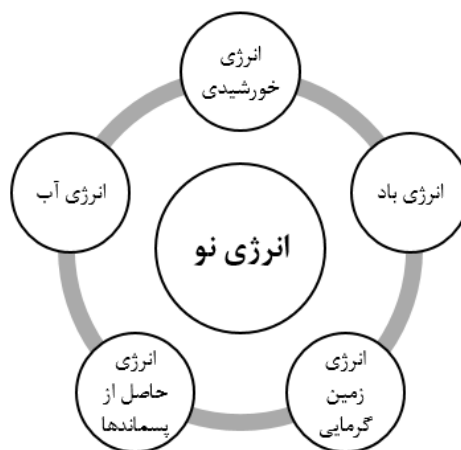 انرژی
خورشیدی
انرژی باد
انرژی
زمین
گرمایی
انرژی
حاصل از
پسماندها
انرژی آب
انرژی نو